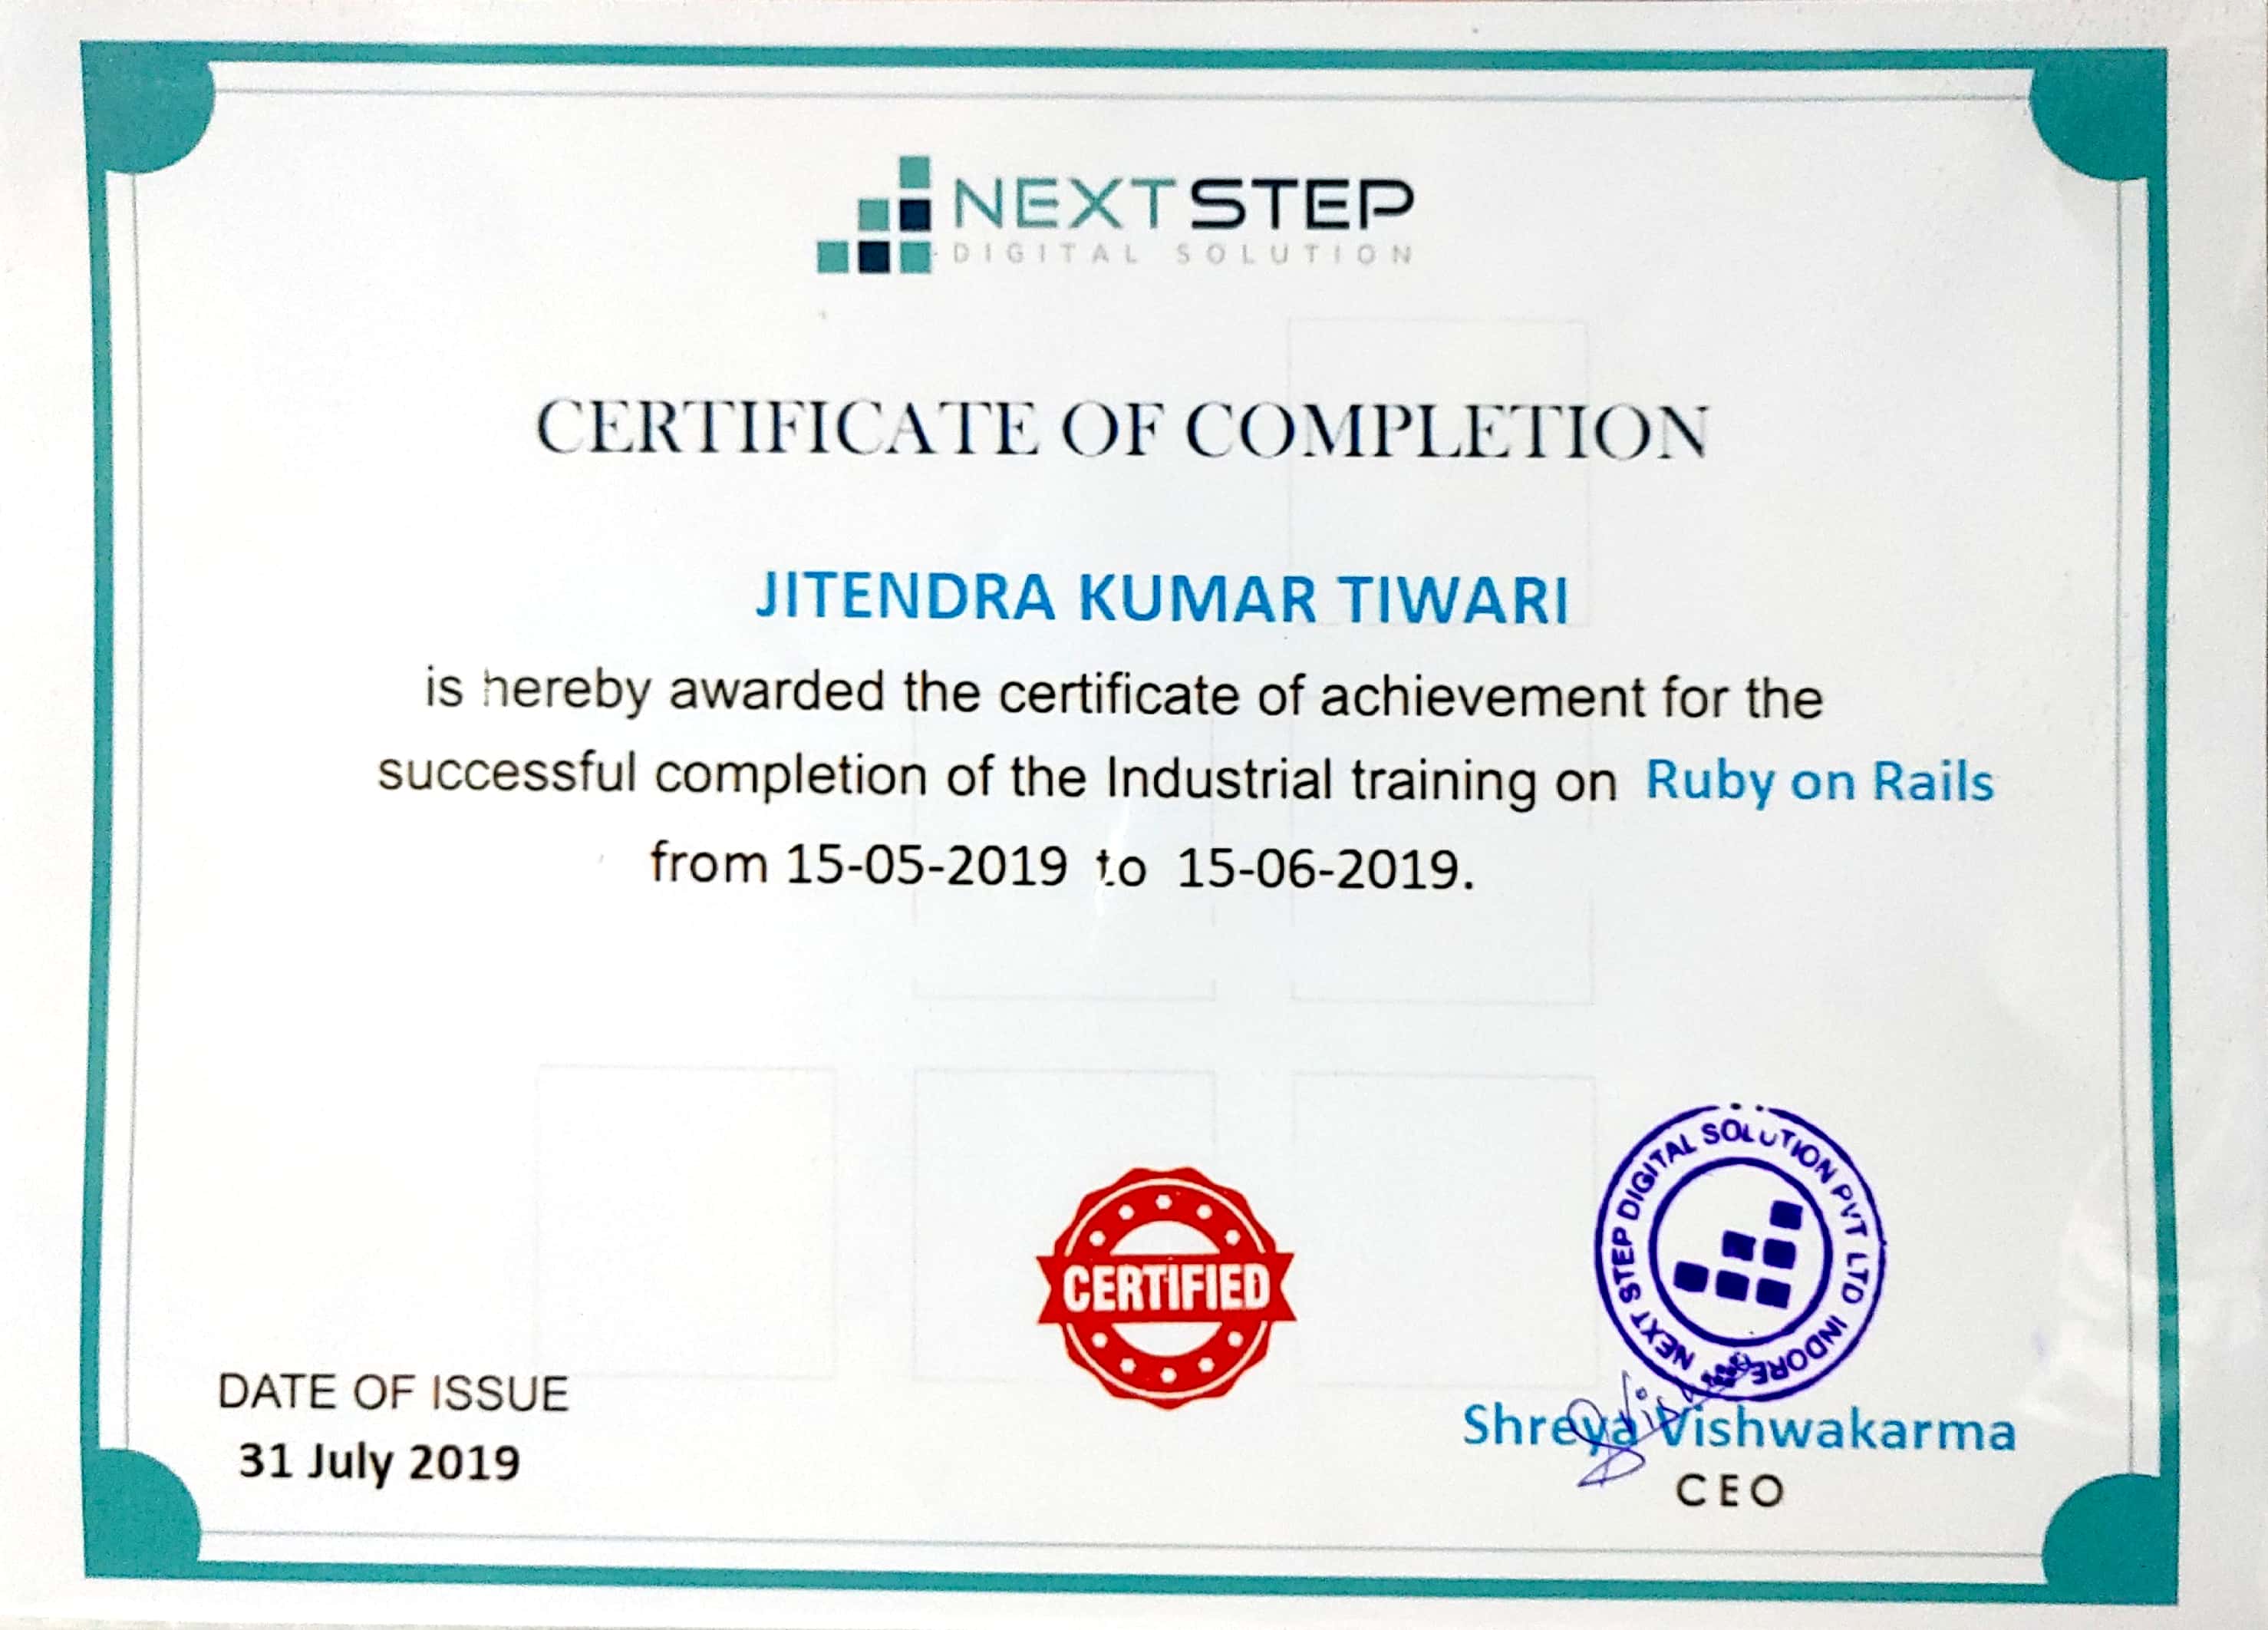 NEXTSTEP
DIGITAL SOLUTION
CERTIFICATE OF COMPLETION
JITENDRA KUMAR TIWARI
is hereby awarded the certificate of achievement for the
successful completion of the Industrial training on Ruby on Rails
from 15-05-2019 to 15-06-2019.
NEXT STEP DIGITAL SOLUTION PVT LTD INDORE
CERTIFIED
DATE OF ISSUE
31 July 2019
Shreya Vishwakarma
CEO